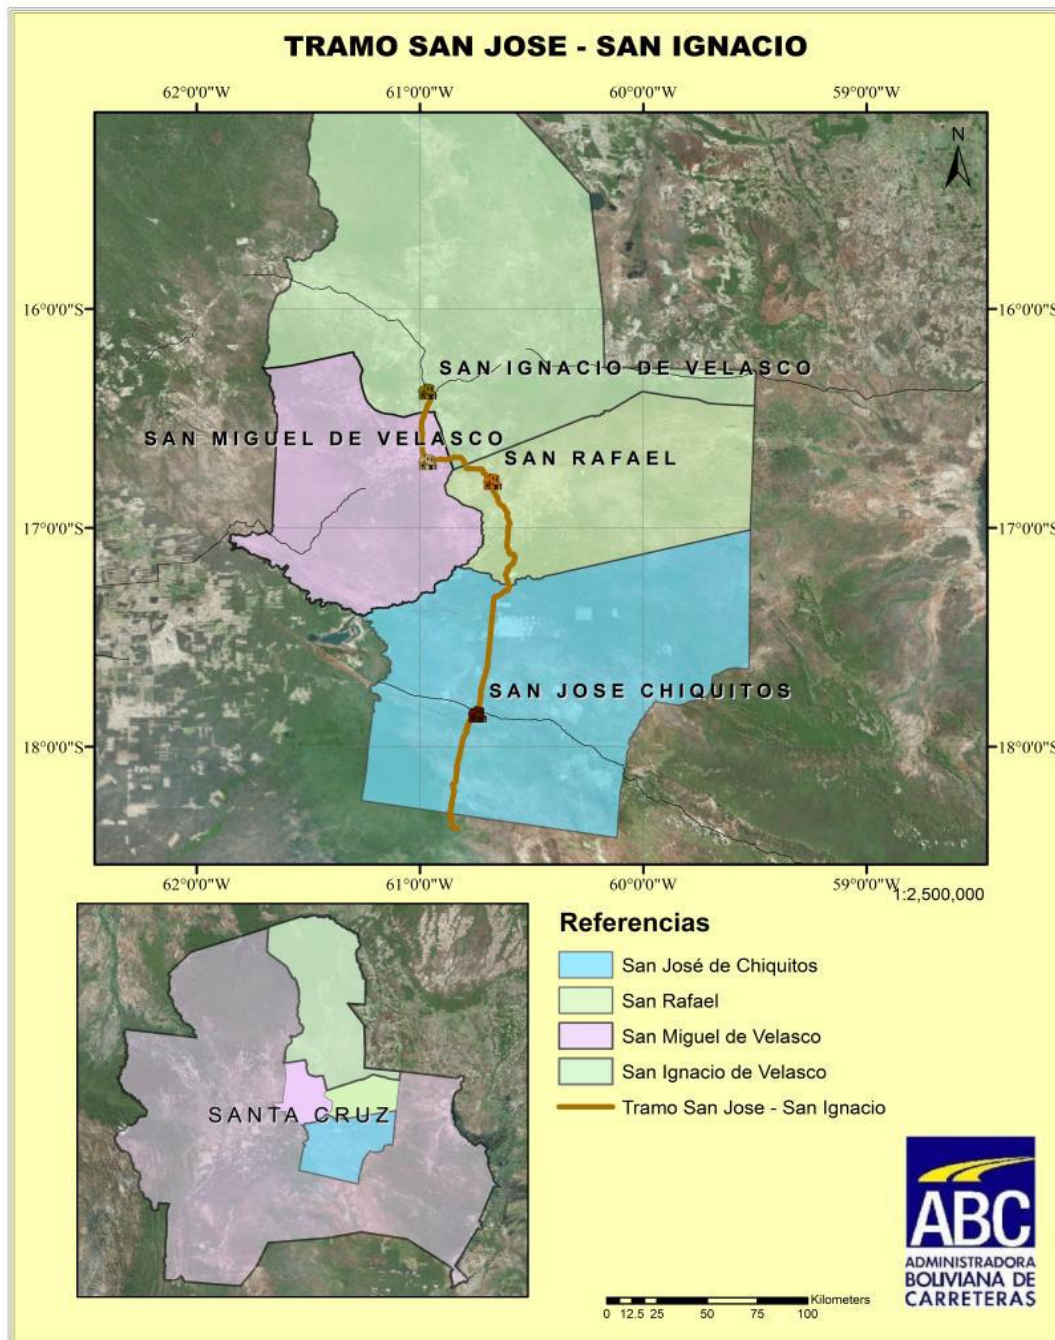 TRAMO SAN JOSE - SAN IGNACIO
62°0'0"W 61°0'0"W 60°0'0"W 59°0'0"W
N
16°0'0"S 16°0'0"S
SAN IGNACIO DE VELASCO
SAN MIGUEL DE VELASCO
SAN RAFAEL
17°0'0"S 17°0'0"S
SAN JOSE CHIQUITOS
18°0'0"S 18°0'0"S
62°0'0"W 61°0'0"W 60°0'0"W 59°0'0"W
1:2,500,000
SANTA CRUZ
Referencias
San José de Chiquitos
San Rafael
San Miguel de Velasco
San Ignacio de Velasco
Tramo San Jose - San Ignacio
ABC
ADMINISTRADORA
BOLIVIANA DE
CARRETERAS
Kilometers
0 12.5 25 50 75 100